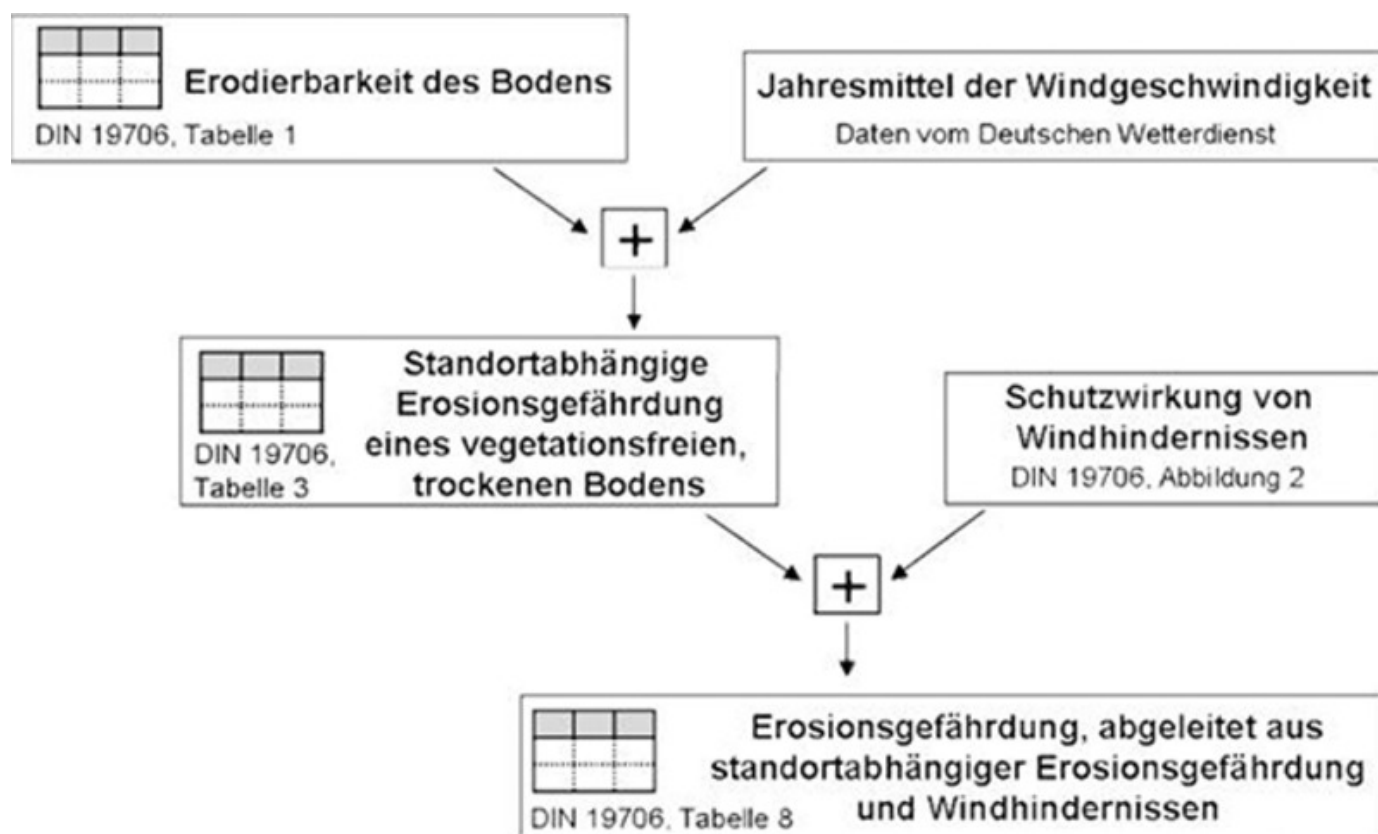 Erodierbarkeit des Bodens
DIN 19706, Tabelle 1
Jahresmittel der Windgeschwindigkeit
Daten vom Deutschen Wetterdienst
+
Standortabhängige
Erosionsgefährdung
eines vegetationsfreien,
trockenen Bodens
DIN 19706,
Tabelle 3
Schutzwirkung von
Windhindernissen
DIN 19706, Abbildung 2
+
Erosionsgefährdung, abgeleitet aus
standortabhängiger Erosionsgefährdung
und Windhindernissen
DIN 19706, Tabelle 8